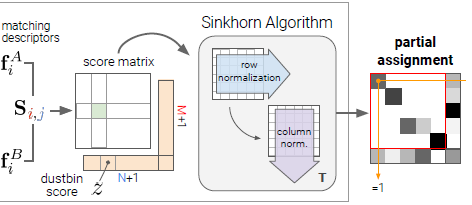 matching
descriptors
f_i^A
S_{i,j}
f_i^B
score matrix
M+1
dustbin
score
z
N+1
Sinkhorn Algorithm
row
normalization
column
norm.
T
partial
assignment
=1